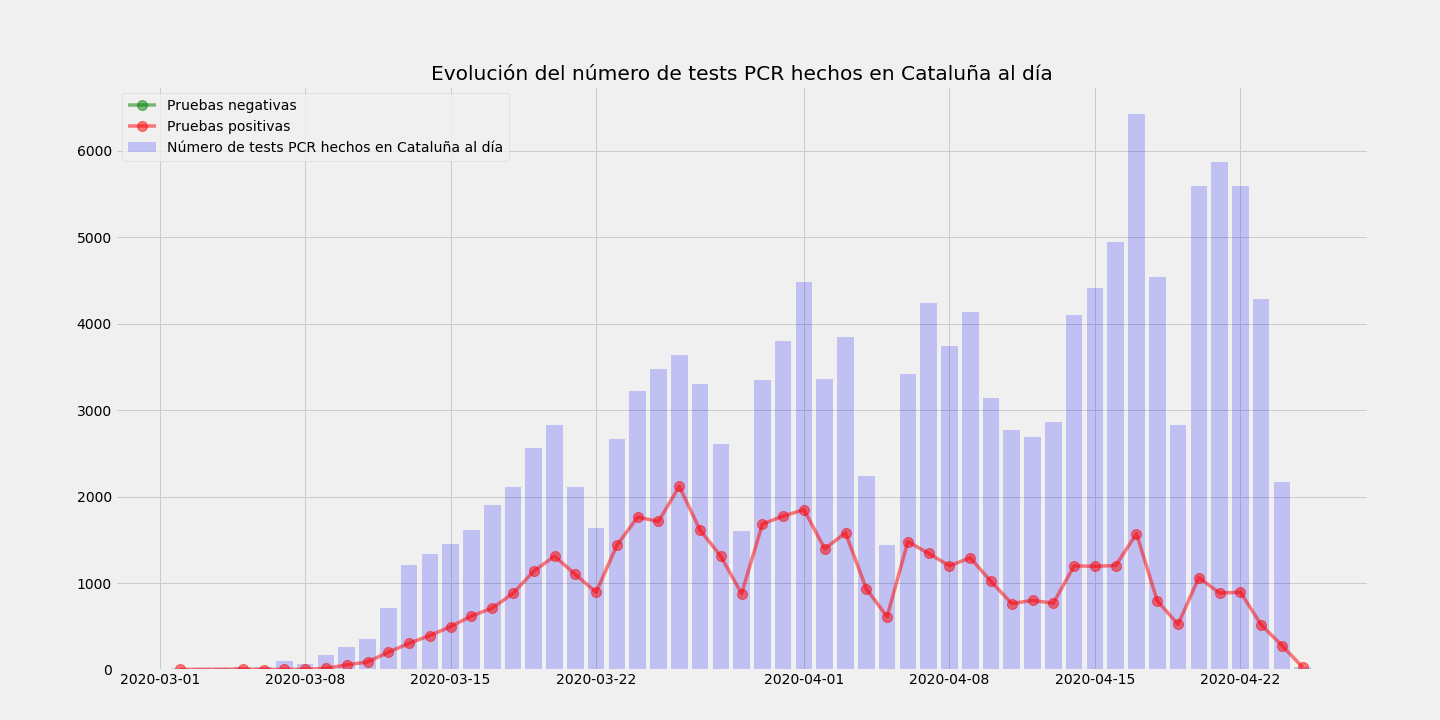 Evolución del número de tests PCR hechos en Cataluña al día
Pruebas negativas
Pruebas positivas
Número de tests PCR hechos en Cataluña al día
6000
5000
4000
3000
2000
1000
0
2020-03-01 2020-03-08 2020-03-15 2020-03-22 2020-04-01 2020-04-08 2020-04-15 2020-04-22